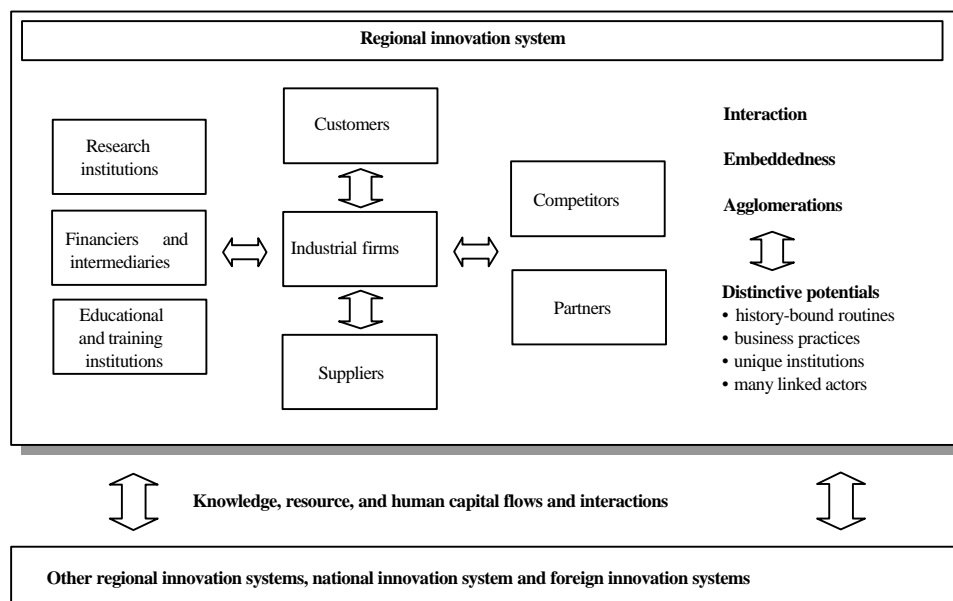 Regional innovation system
Research
institutions
Financiers and
intermediaries
Educational
and training
institutions
Customers
Industrial firms
Suppliers
Competitors
Partners
Interaction
Embeddedness
Agglomerations
Distinctive potentials
• history-bound routines
• business practices
• unique institutions
• many linked actors
Knowledge, resource, and human capital flows and interactions
Other regional innovation systems, national innovation system and foreign innovation systems